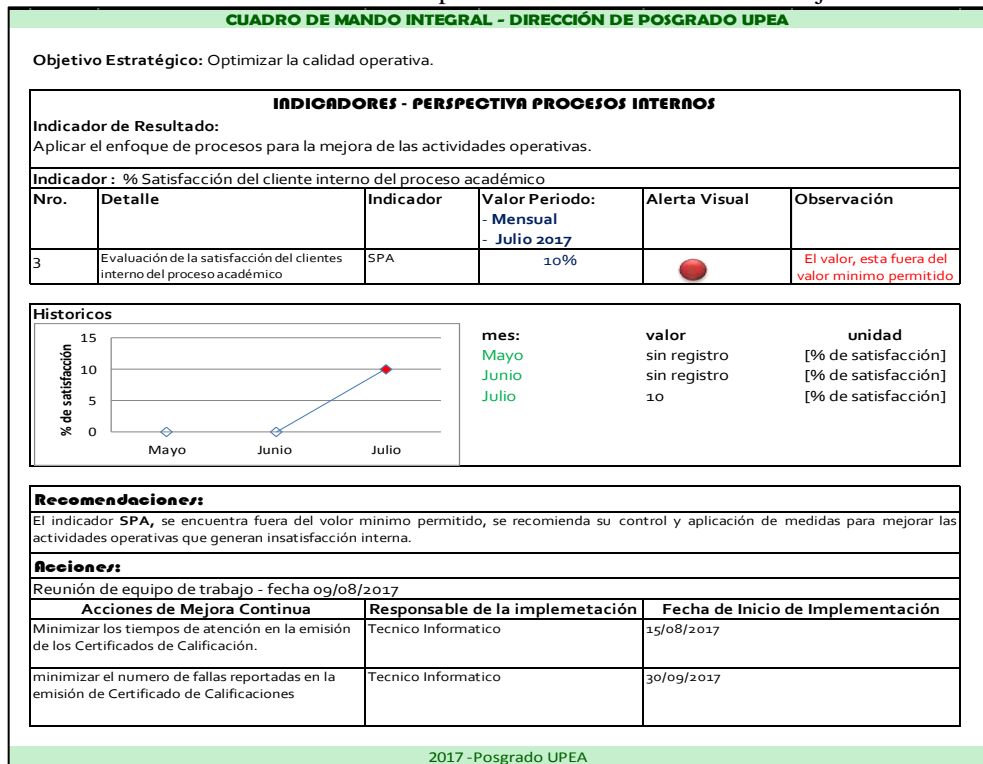 CUADRO DE MANDO INTEGRAL - DIRECCIÓN DE POSGRADO UPEA
Objetivo Estratégico: Optimizar la calidad operativa.
INDICADORES - PERSPECTIVA PROCESOS INTERNOS
Indicador de Resultado:
Aplicar el enfoque de procesos para la mejora de las actividades operativas.
Indicador : % Satisfacción del cliente interno del proceso académico
Nro. Detalle Indicador Valor Periodo: Alerta Visual Observación
- Mensual
- Julio 2017
3 Evaluación de la satisfacción del clientes interno del proceso académico SPA 10% El valor, esta fuera del valor minimo permitido
Historicos
% de satisfacción
15
10
5
0
Mayo Junio Julio
mes: valor unidad
Mayo sin registro [% de satisfacción]
Junio sin registro [% de satisfacción]
Julio 10 [% de satisfacción]
Recomendaciones:
El indicador SPA, se encuentra fuera del volor minimo permitido, se recomienda su control y aplicación de medidas para mejorar las
actividades operativas que generan insatisfacción interna.
Acciones:
Reunión de equipo de trabajo - fecha 09/08/2017
Acciones de Mejora Continua Responsable de la implemetación Fecha de Inicio de Implementación
Minimizar los tiempos de atención en la emisión Tecnico Informatico 15/08/2017
de los Certificados de Calificación.
minimizar el numero de fallas reportadas en la Tecnico Informatico 30/09/2017
emisión de Certificado de Calificaciones
2017 -Posgrado UPEA